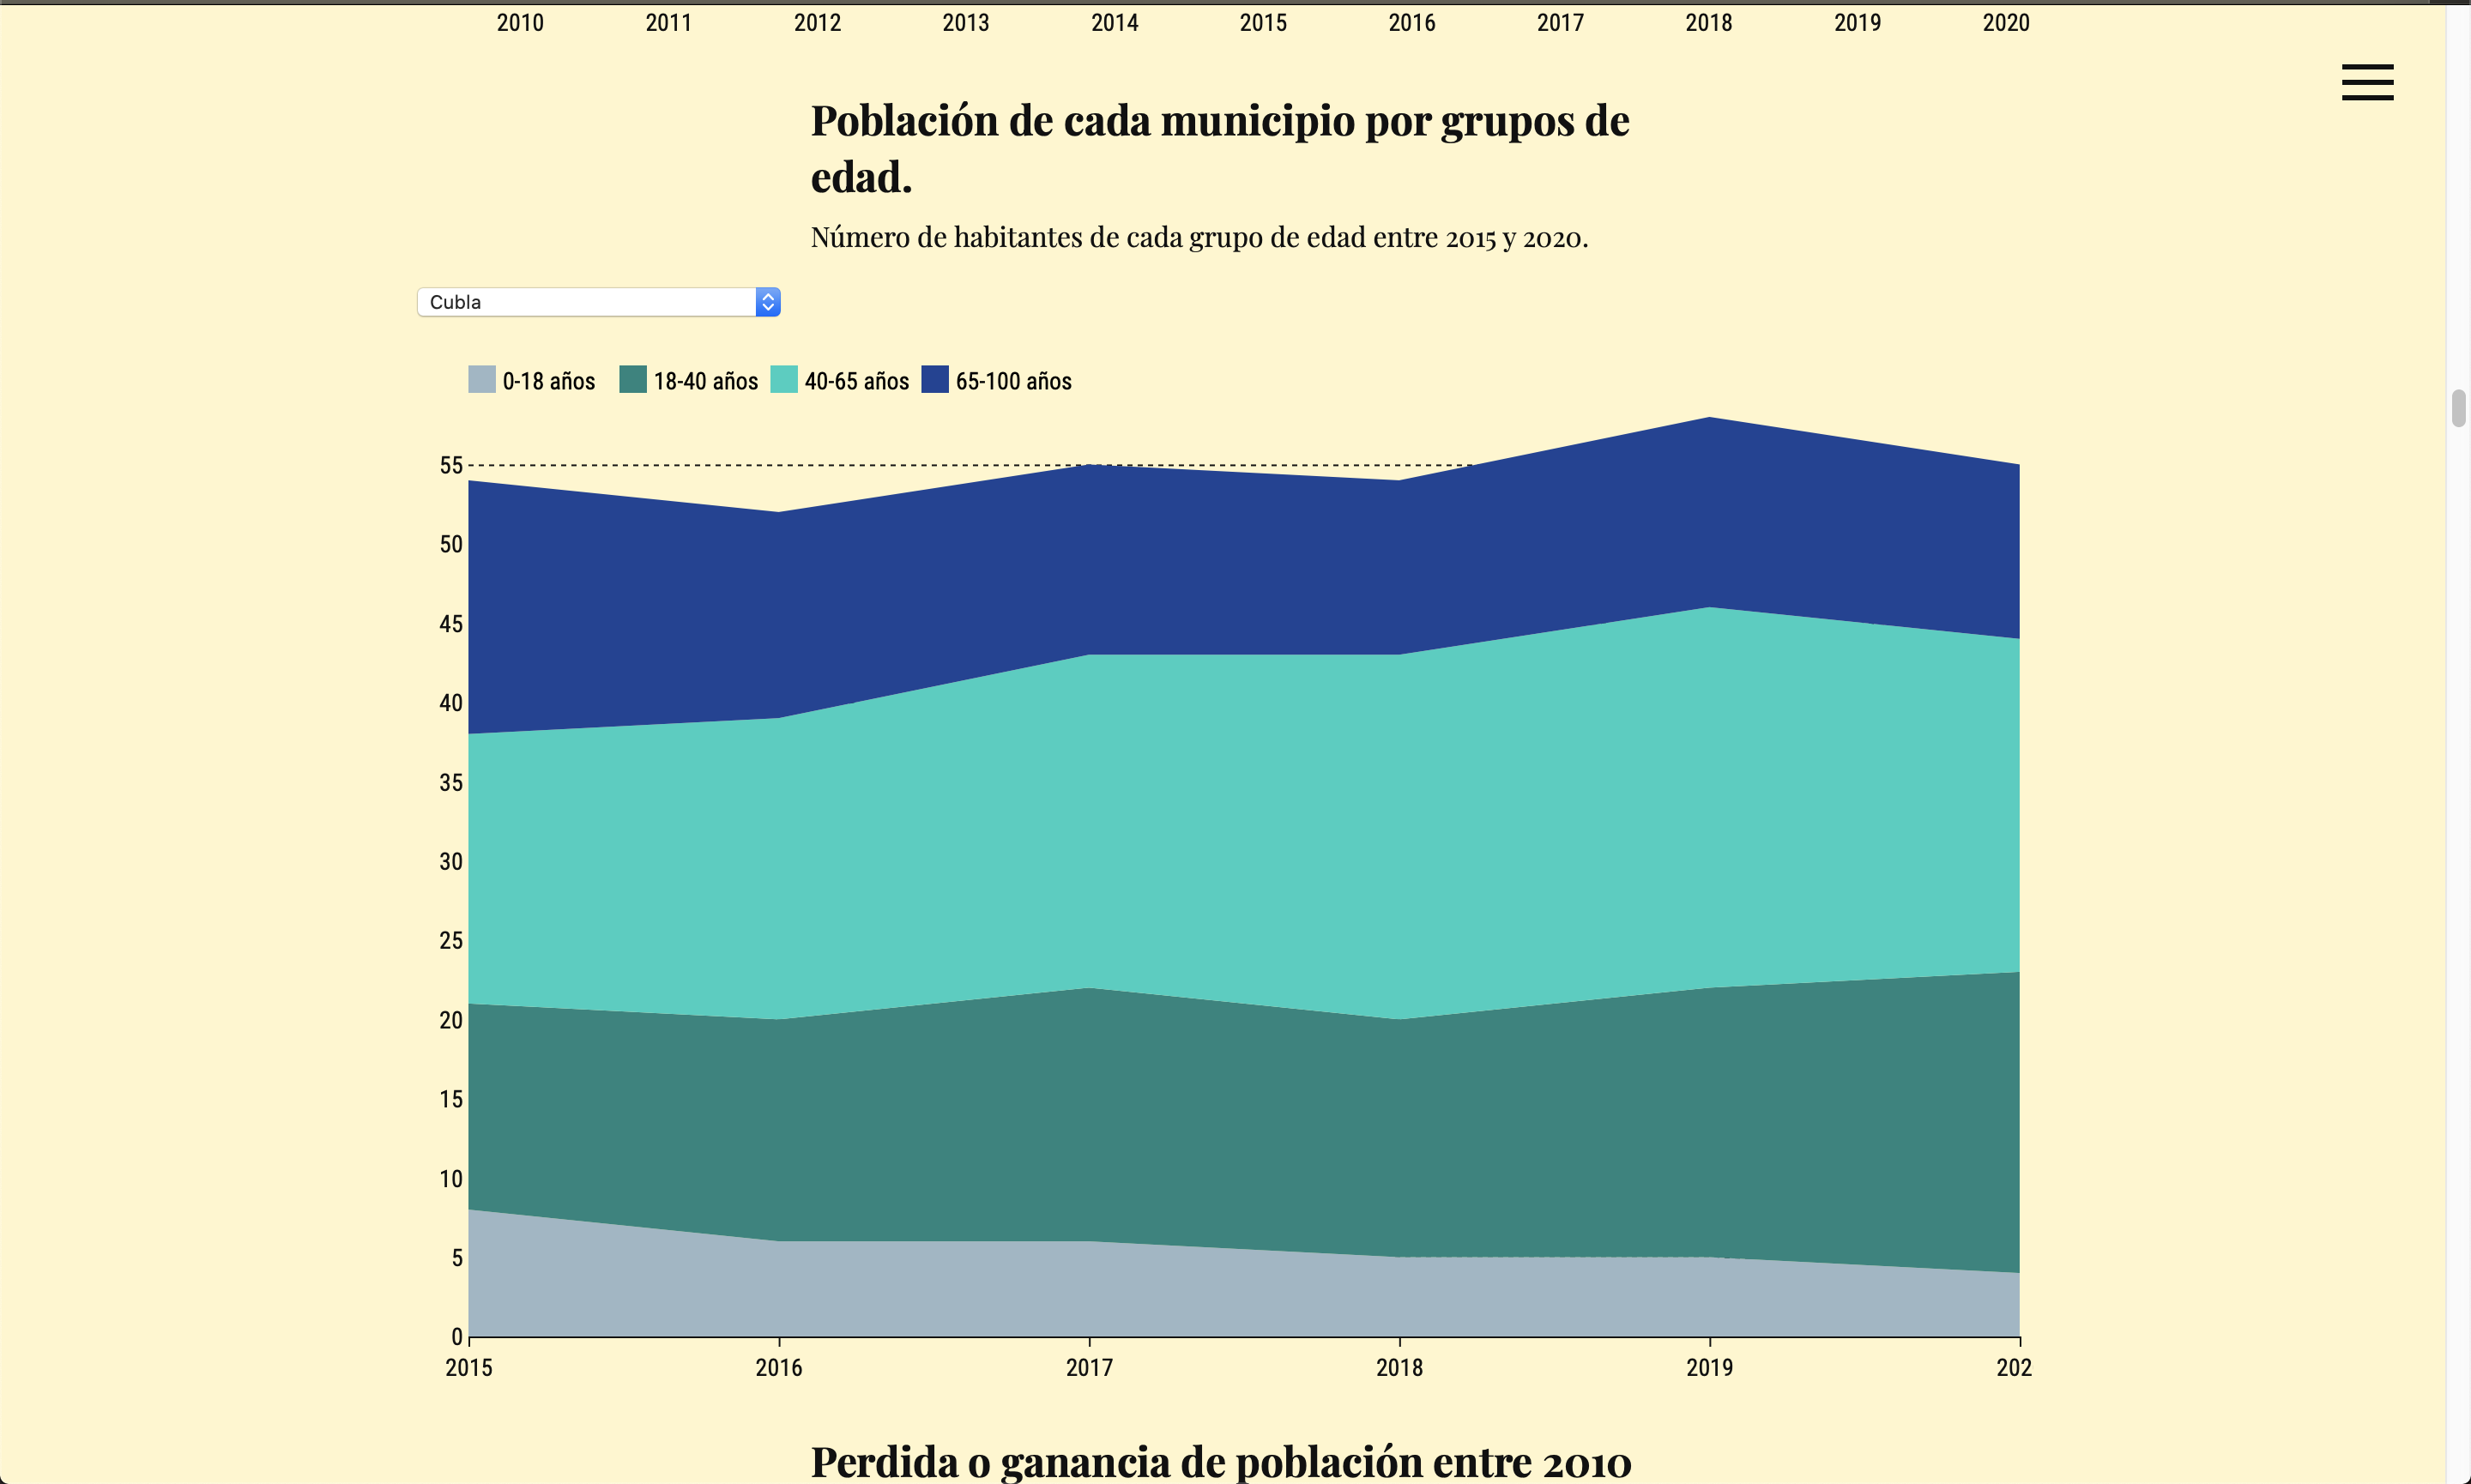 2010 2011 2012 2013 2014 2015 2016 2017 2018 2019 2020
Población de cada municipio por grupos de
edad.
Número de habitantes de cada grupo de edad entre 2015 y 2020.
Cubla
0-18 años 18-40 años 40-65 años 65-100 años
55
50
45
40
35
30
25
20
15
10
5
0
2015 2016 2017 2018 2019 202
Perdida o ganancia de población entre 2010